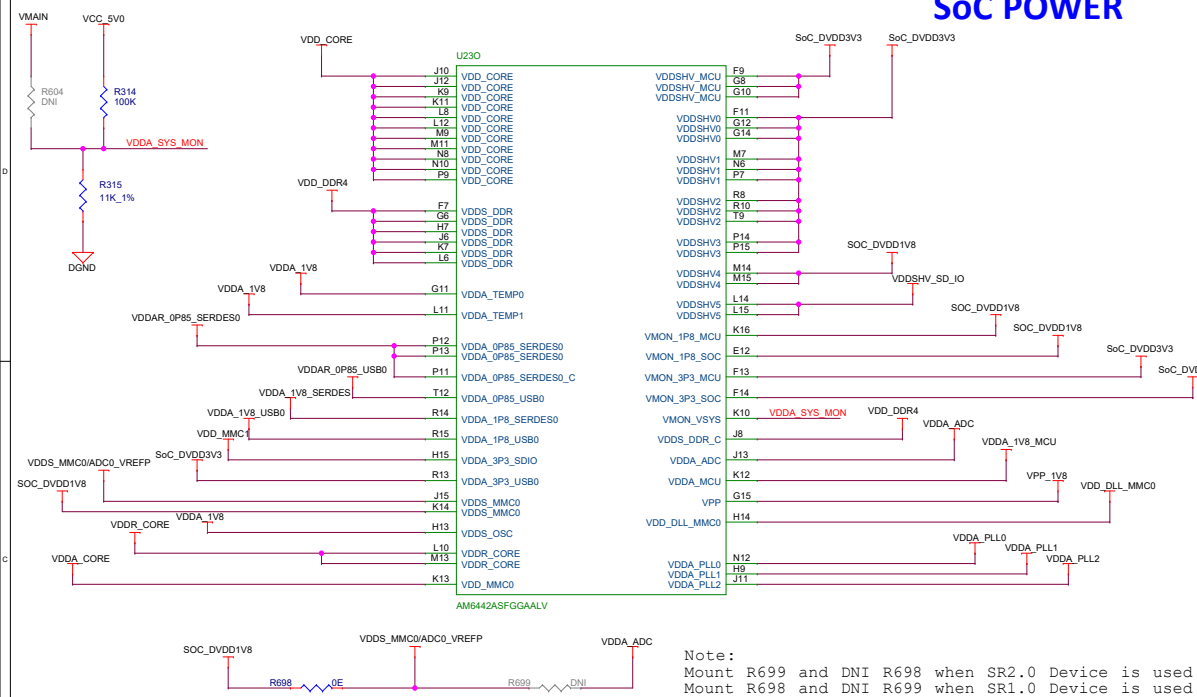 SoC POWER
VMAIN
VCC_5V0
R604
DNI
R314
100K
VDDA_SYS_MON
R315
11K_1%
DGND
D
C
VDD_CORE
U23O
J10 VDD_CORE
J12 VDD_CORE
K9 VDD_CORE
K11 VDD_CORE
L8 VDD_CORE
L12 VDD_CORE
M9 VDD_CORE
M11 VDD_CORE
N8 VDD_CORE
N10 VDD_CORE
P9 VDD_CORE
VDD_DDR4
F7 VDDS_DDR
G6 VDDS_DDR
H7 VDDS_DDR
J6 VDDS_DDR
K7 VDDS_DDR
L6 VDDS_DDR
VDDA_1V8
G11 VDDA_TEMP0
VDDA_1V8
L11 VDDA_TEMP1
VDDAR_0P85_SERDES0
P12 VDDA_0P85_SERDES0
P13 VDDA_0P85_SERDES0
P11 VDDA_0P85_SERDES0_C
VDDAR_0P85_USB0
T12 VDDA_0P85_USB0
VDDA_1V8_SERDES
R14 VDDA_1P8_SERDES0
VDDA_1V8_USB0
R15 VDDA_1P8_USB0
VDD_MMC1
H15 VDDA_3P3_SDIO
SoC_DVDD3V3
R13 VDDA_3P3_USB0
VDDS_MMC0/ADC0_VREFP
J15 VDDS_MMC0
SOC_DVDD1V8
K14 VDDS_MMC0
VDDA_1V8
H13 VDDS_OSC
VDDR_CORE
L10 VDDR_CORE
M13 VDDR_CORE
VDDA_CORE
K13 VDD_MMC0
AM6442ASFGGAALV
SoC_DVDD3V3
SoC_DVDD3V3
VDDSHV_MCU F9
VDDSHV_MCU G8
VDDSHV_MCU G10
VDDSHV0 F11
VDDSHV0 G12
VDDSHV0 G14
VDDSHV1 M7
VDDSHV1 N6
VDDSHV1 P7
VDDSHV2 R8
VDDSHV2 R10
VDDSHV2 T9
VDDSHV3 P14
VDDSHV3 P15
SOC_DVDD1V8
VDDSHV4 M14
VDDSHV4 M15
VDDSHV_SD_IO
VDDSHV5 L14
VDDSHV5 L15
SOC_DVDD1V8
VMON_1P8_MCU K16
SOC_DVDD1V8
VMON_1P8_SOC E12
SoC_DVDD3V3
VMON_3P3_MCU F13
SoC_DVD
VMON_3P3_SOC F14
VMON_VSYS K10 VDDA_SYS_MON
VDD_DDR4
VDDS_DDR_C J8
VDDA_ADC
VDDA_ADC J13
VDDA_1V8_MCU
VDDA_MCU K12
VPP_1V8
VPP G15
VDD_DLL_MMC0
VDD_DLL_MMC0 H14
VDDA_PLL0
VDDA_PLL0 N12
VDDA_PLL1
VDDA_PLL1 H9
VDDA_PLL2
VDDA_PLL2 J11
SOC_DVDD1V8
VDDS_MMC0/ADC0_VREFP
VDDA_ADC
R698 0E
R699 DNI
Note:
Mount R699 and DNI R698 when SR2.0 Device is used
Mount R698 and DNI R699 when SR1.0 Device is used